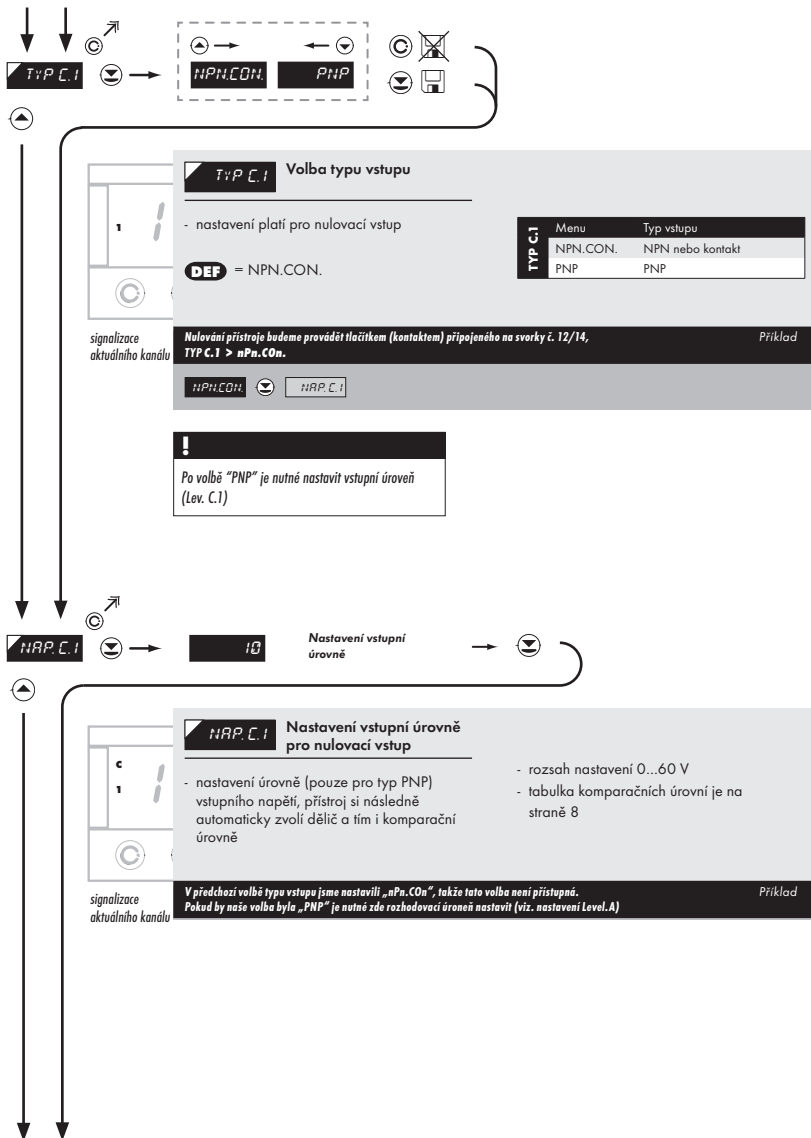 TYP C.1
NPN.CON. PNP
TYP C.1 Volba typu vstupu
- nastavení platí pro nulovací vstup
DEF = NPN.CON.
TYP C.1
Menu Typ vstupu
NPN.CON. NPN nebo kontakt
PNP PNP
1 1
signalizace
aktuálního kanálu
Nulování přístroje budeme provádět tlačítkem (kontaktem) připojeného na svorky č. 12/14,
TYP C.1 > nPn.COn.
Příklad
NPN.CON. NAP. C.1
!
Po volbě "PNP" je nutné nastavit vstupní úroveň
(Lev. C.1)
NAP. C.1 10 Nastavení vstupní
úrovně
NAP. C.1 Nastavení vstupní úrovně
pro nulovací vstup
- nastavení úrovně (pouze pro typ PNP)
vstupního napětí, přístroj si následně
automaticky zvolí dělič a tím i komparační
úrovně
- rozsah nastavení 0...60 V
- tabulka komparačních úrovní je na
straně 8
C
1 1
signalizace
aktuálního kanálu
V předchozí volbě typu vstupu jsme nastavili „nPn.COn“, takže tato volba není přístupná.
Pokud by naše volba byla „PNP“ je nutné zde rozhodovací úroneň nastavit (viz. nastavení Level.A)
Příklad